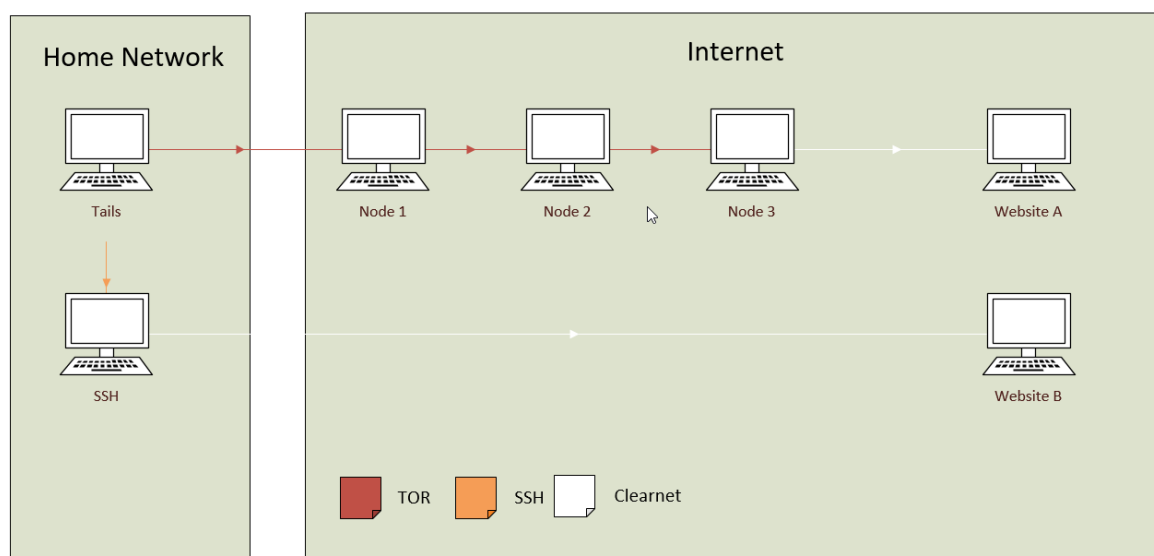 Home Network
Internet
Tails
Node 1
Node 2
Node 3
Website A
SSH
Website B
TOR
SSH
Clearnet